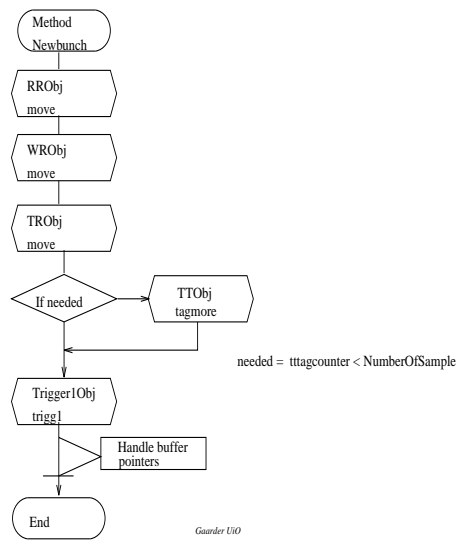 Method
Newbunch
RRObj
move
WRObj
move
TRObj
move
If needed
TTObj
tagmore
needed = tttagcounter < NumberOfSample
Trigger1Obj
trigg1
Handle buffer
pointers
End
Gaarder UiO